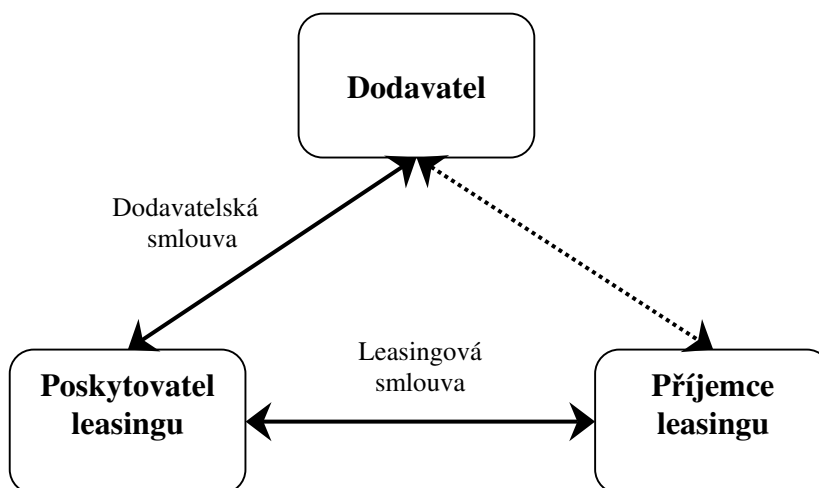 Dodavatel
Dodavatelská
smlouva
Leasingová
smlouva
Poskytovatel
leasingu
Příjemce
leasingu